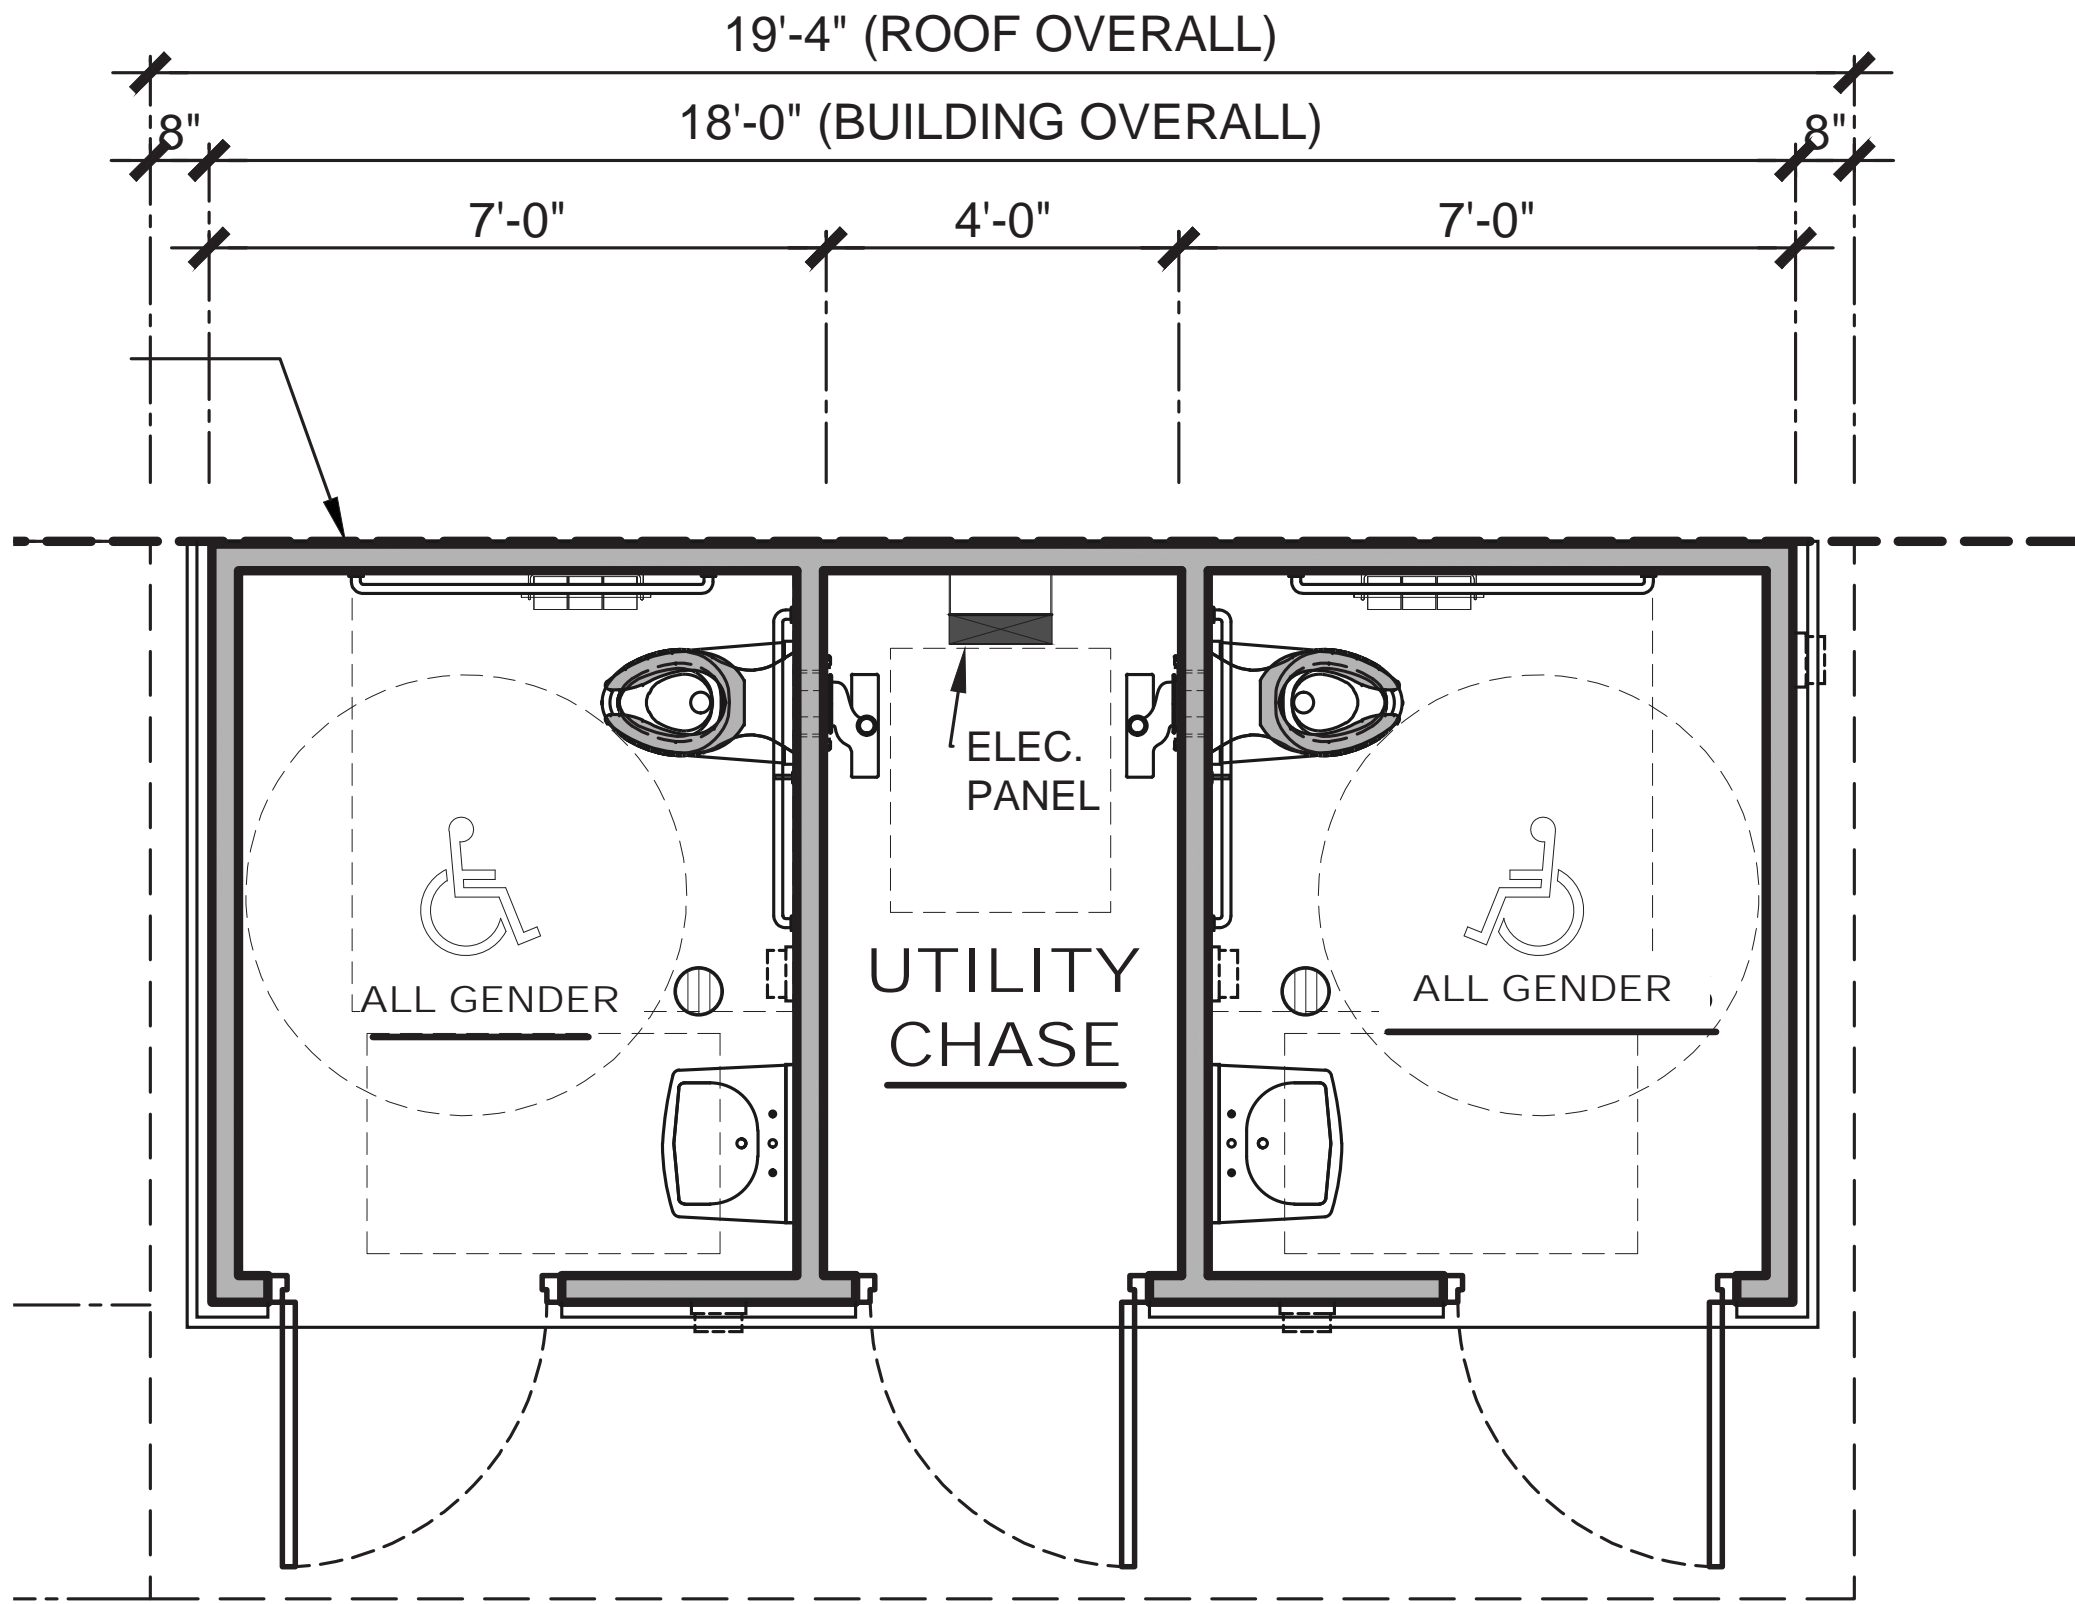 19'-4" (ROOF OVERALL)
8"
18'-0" (BUILDING OVERALL)
8"
7'-0"
4'-0"
7'-0"
ELEC.
PANEL
UTILITY
CHASE
ALL GENDER
ALL GENDER